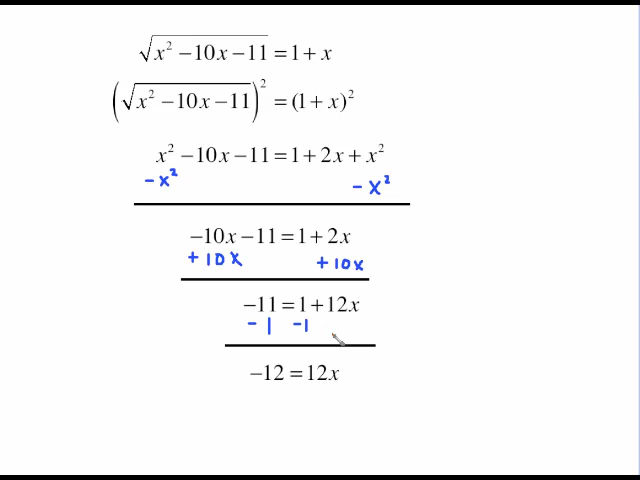 √(x² − 10x − 11) = 1 + x
(√(x² − 10x − 11))² = (1 + x)²
x² − 10x − 11 = 1 + 2x + x²
− x² − x²
−10x − 11 = 1 + 2x
+ 10x + 10x
−11 = 1 + 12x
− 1 − 1
−12 = 12x